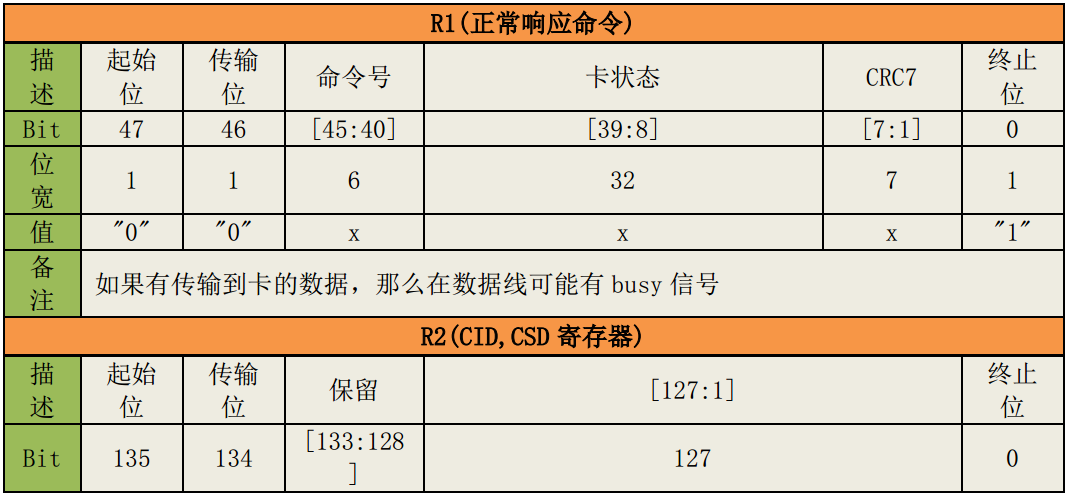 R1(正常响应命令)
描述 起始位 传输位 命令号 卡状态 CRC7 终止位
Bit 47 46 [45:40] [39:8] [7:1] 0
位宽 1 1 6 32 7 1
值 "0" "0" x x x "1"
备注 如果有传输到卡的数据，那么在数据线可能有 busy 信号
R2(CID,CSD 寄存器)
描述 起始位 传输位 保留 [127:1] 终止位
Bit 135 134 [133:128] 127 0